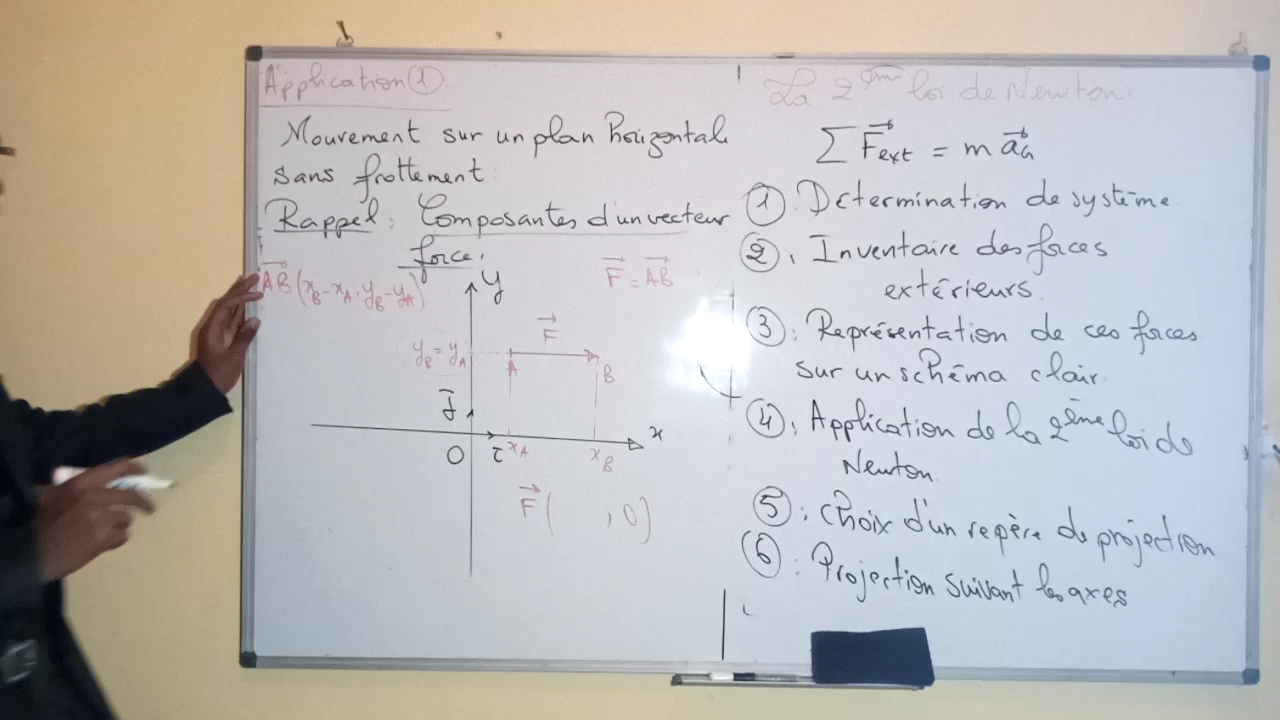 Application ①
Mouvement sur un plan horizontal
sans frottement
Rappel : Composantes d'un vecteur
force.
AB⃗ (x_B - x_A, y_B - y_A)
F⃗ = AB⃗
y
F⃗
y_B = y_A
A
B
j⃗
x
O
i⃗
x_A
x_B
F⃗ ( , 0)
La 2ème loi de Newton
∑ F⃗ext = m a⃗G
① : Détermination de système
② : Inventaire des forces
extérieurs.
③ : Représentation de ces forces
sur un schéma clair.
④ : Application de la 2ème loi de
Newton.
⑤ : Choix d'un repère de projection
⑥ : Projection suivant les axes